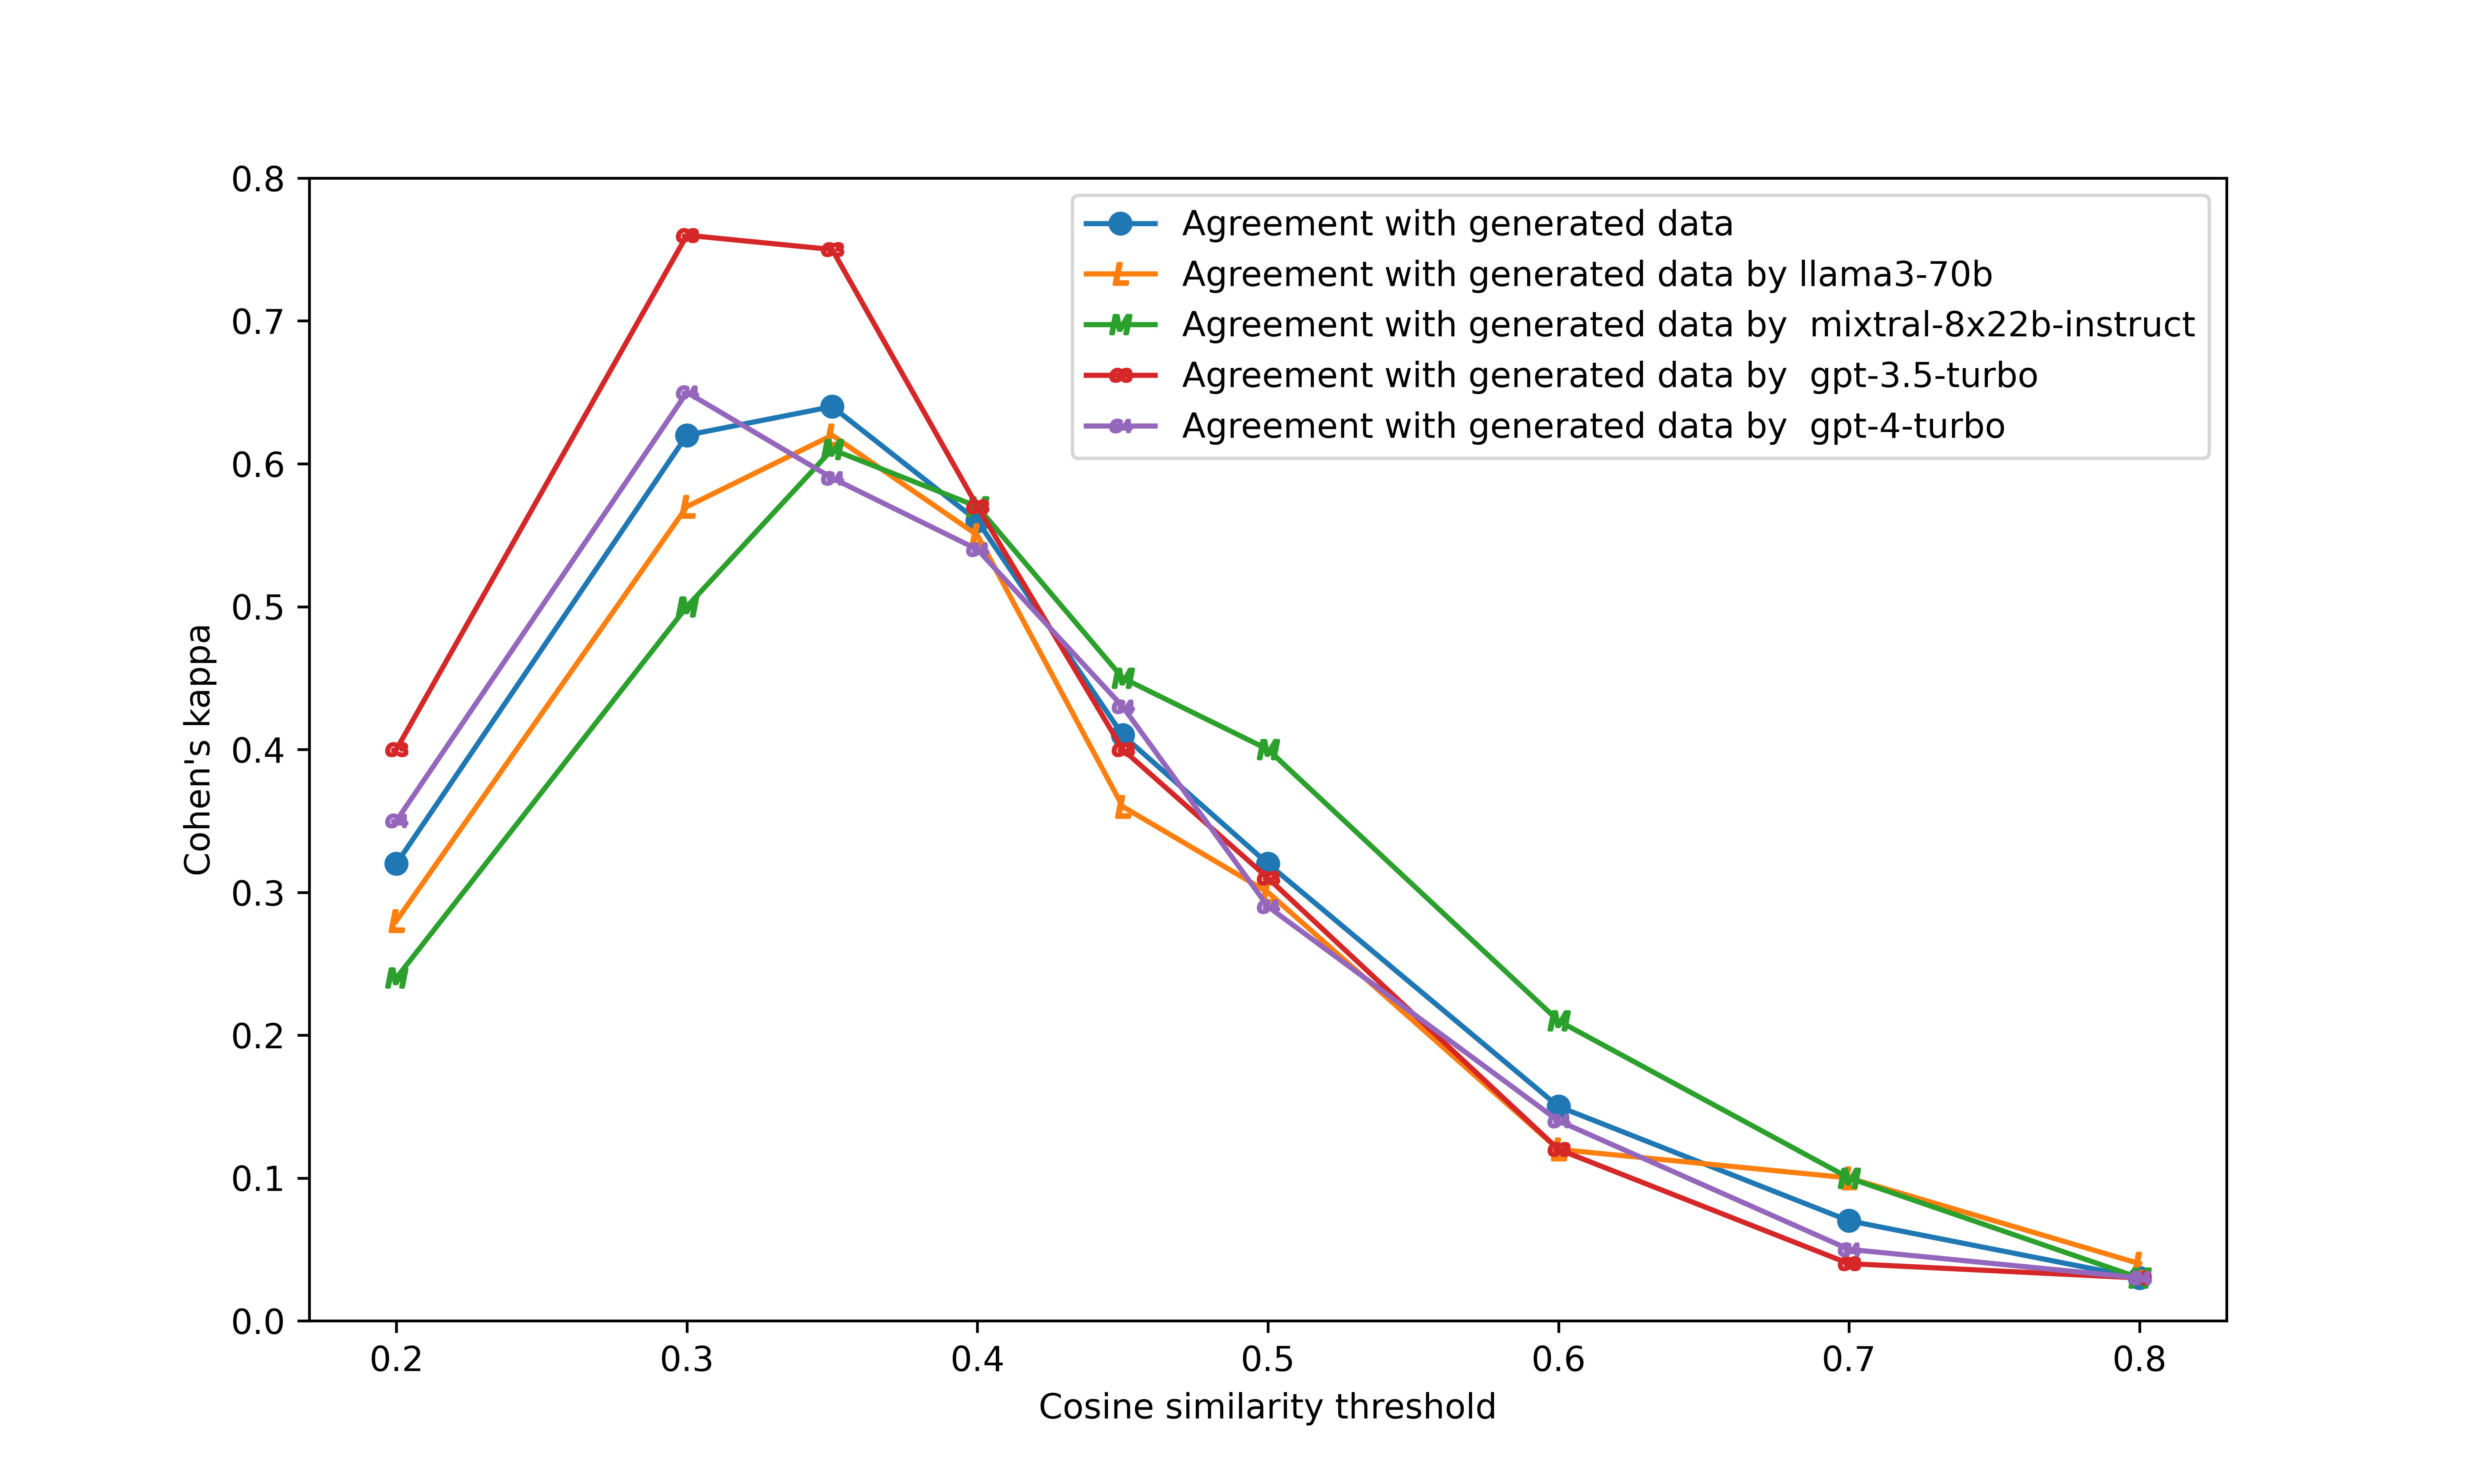 0.8
0.7
0.6
0.5
0.4
0.3
0.2
0.1
0.0
Cohen's kappa
Agreement with generated data
Agreement with generated data by llama3-70b
Agreement with generated data by  mixtral-8x22b-instruct
Agreement with generated data by  gpt-3.5-turbo
Agreement with generated data by  gpt-4-turbo
0.2 0.3 0.4 0.5 0.6 0.7 0.8
Cosine similarity threshold